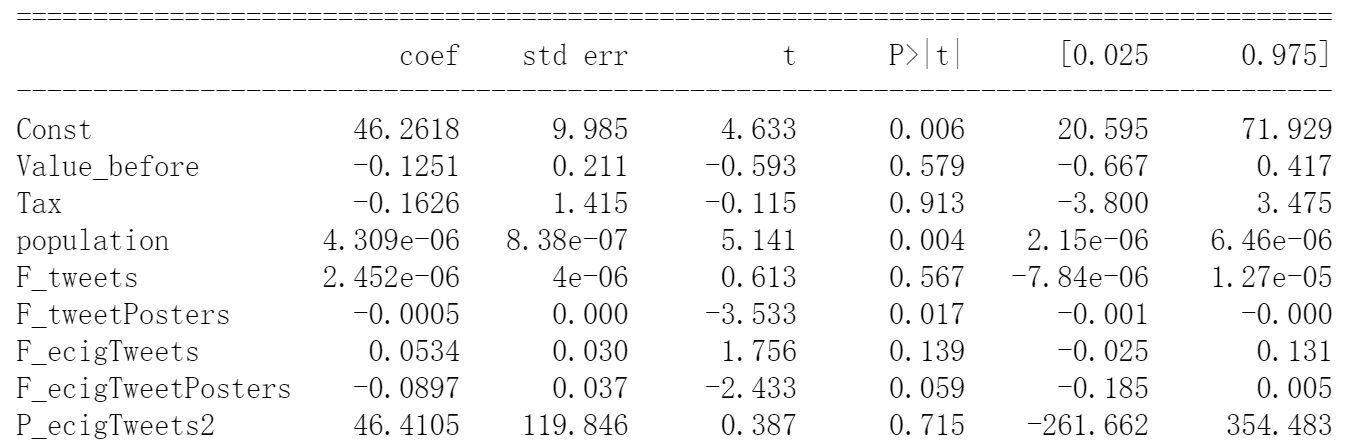 coef std err t P>|t| [0.025 0.975]
Const 46.2618 9.985 4.633 0.006 20.595 71.929
Value_before -0.1251 0.211 -0.593 0.579 -0.667 0.417
Tax -0.1626 1.415 -0.115 0.913 -3.800 3.475
population 4.309e-06 8.38e-07 5.141 0.004 2.15e-06 6.46e-06
F_tweets 2.452e-06 4e-06 0.613 0.567 -7.84e-06 1.27e-05
F_tweetPosters -0.0005 0.000 -3.533 0.017 -0.001 -0.000
F_ecigTweets 0.0534 0.030 1.756 0.139 -0.025 0.131
F_ecigTweetPosters -0.0897 0.037 -2.433 0.059 -0.185 0.005
P_ecigTweets2 46.4105 119.846 0.387 0.715 -261.662 354.483